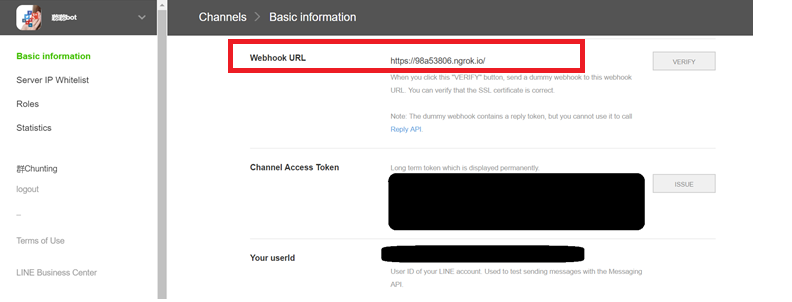 群群bot
Basic information
Server IP Whitelist
Roles
Statistics
群Chunting
logout
Terms of Use
LINE Business Center
Channels > Basic information
Webhook URL
https://98a53806.ngrok.io/
VERIFY
When you click this "VERIFY" button, send a dummy webhook to this webhook
URL. You can verify that the SSL certificate is correct.
Note: The dummy webhook contains a reply token, but you cannot use it to call
Reply API.
Channel Access Token
Long term token which is displayed permanently.
ISSUE
Your userId
User ID of your LINE account. Used to test sending messages with the Messaging
API.